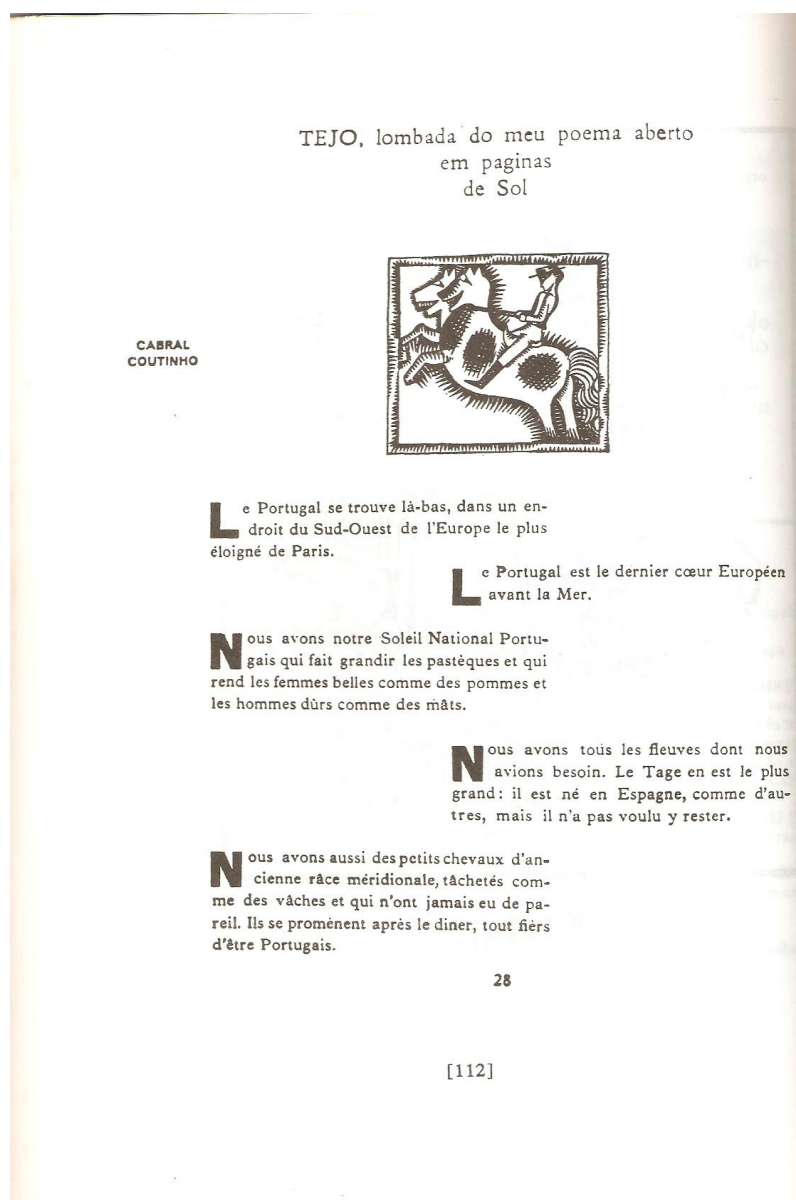 TEJO, lombada do meu poema aberto
em paginas
de Sol
CABRAL
COUTINHO
Le Portugal se trouve là-bas, dans un en-
droit du Sud-Ouest de l'Europe le plus
éloigné de Paris.
Le Portugal est le dernier cœur Européen
avant la Mer.
Nous avons notre Soleil National Portu-
gais qui fait grandir les pastèques et qui
rend les femmes belles comme des pommes et
les hommes dûrs comme des mâts.
Nous avons toùs les fleuves dont nous
avions besoin. Le Tage en est le plus
grand: il est né en Espagne, comme d'au-
tres, mais il n'a pas voulu y rester.
Nous avons aussi des petits chevaux d'an-
cienne râce méridionale, tâchetés com-
me des vâches et qui n'ont jamais eu de pa-
reil. Ils se promènent après le diner, tout fièrs
d'être Portugais.
28
[112]